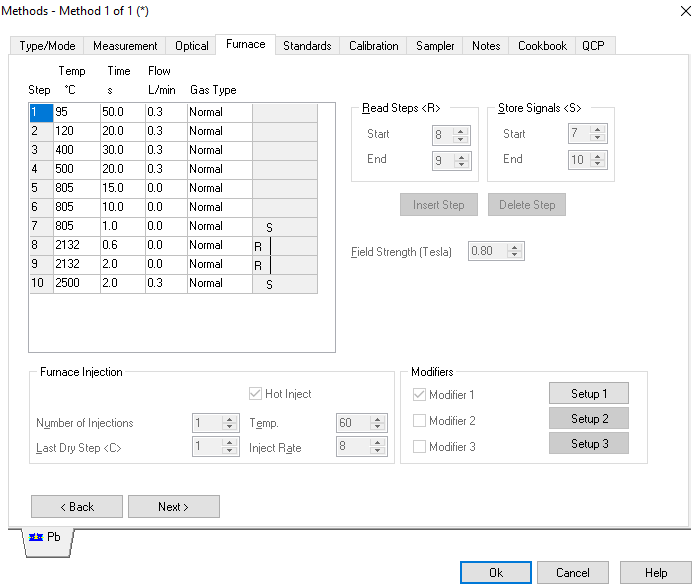 Methods - Method 1 of 1 (*)
Type/Mode Measurement Optical Furnace Standards Calibration Sampler Notes Cookbook QCP
Temp Time Flow
Step °C s L/min Gas Type
1 95 50.0 0.3 Normal
2 120 20.0 0.3 Normal
3 400 30.0 0.3 Normal
4 500 20.0 0.3 Normal
5 805 15.0 0.0 Normal
6 805 10.0 0.0 Normal
7 805 1.0 0.0 Normal S
8 2132 0.6 0.0 Normal R
9 2132 2.0 0.0 Normal R
10 2500 2.0 0.3 Normal S
Read Steps <R>
Start 8
End 9
Store Signals <S>
Start 7
End 10
Insert Step Delete Step
Field Strength (Tesla) 0.80
Furnace Injection
Hot Inject
Number of Injections 1 Temp. 60
Last Dry Step <C> 1 Inject Rate 8
Modifiers
Modifier 1 Setup 1
Modifier 2 Setup 2
Modifier 3 Setup 3
< Back Next >
Pb
Ok Cancel Help